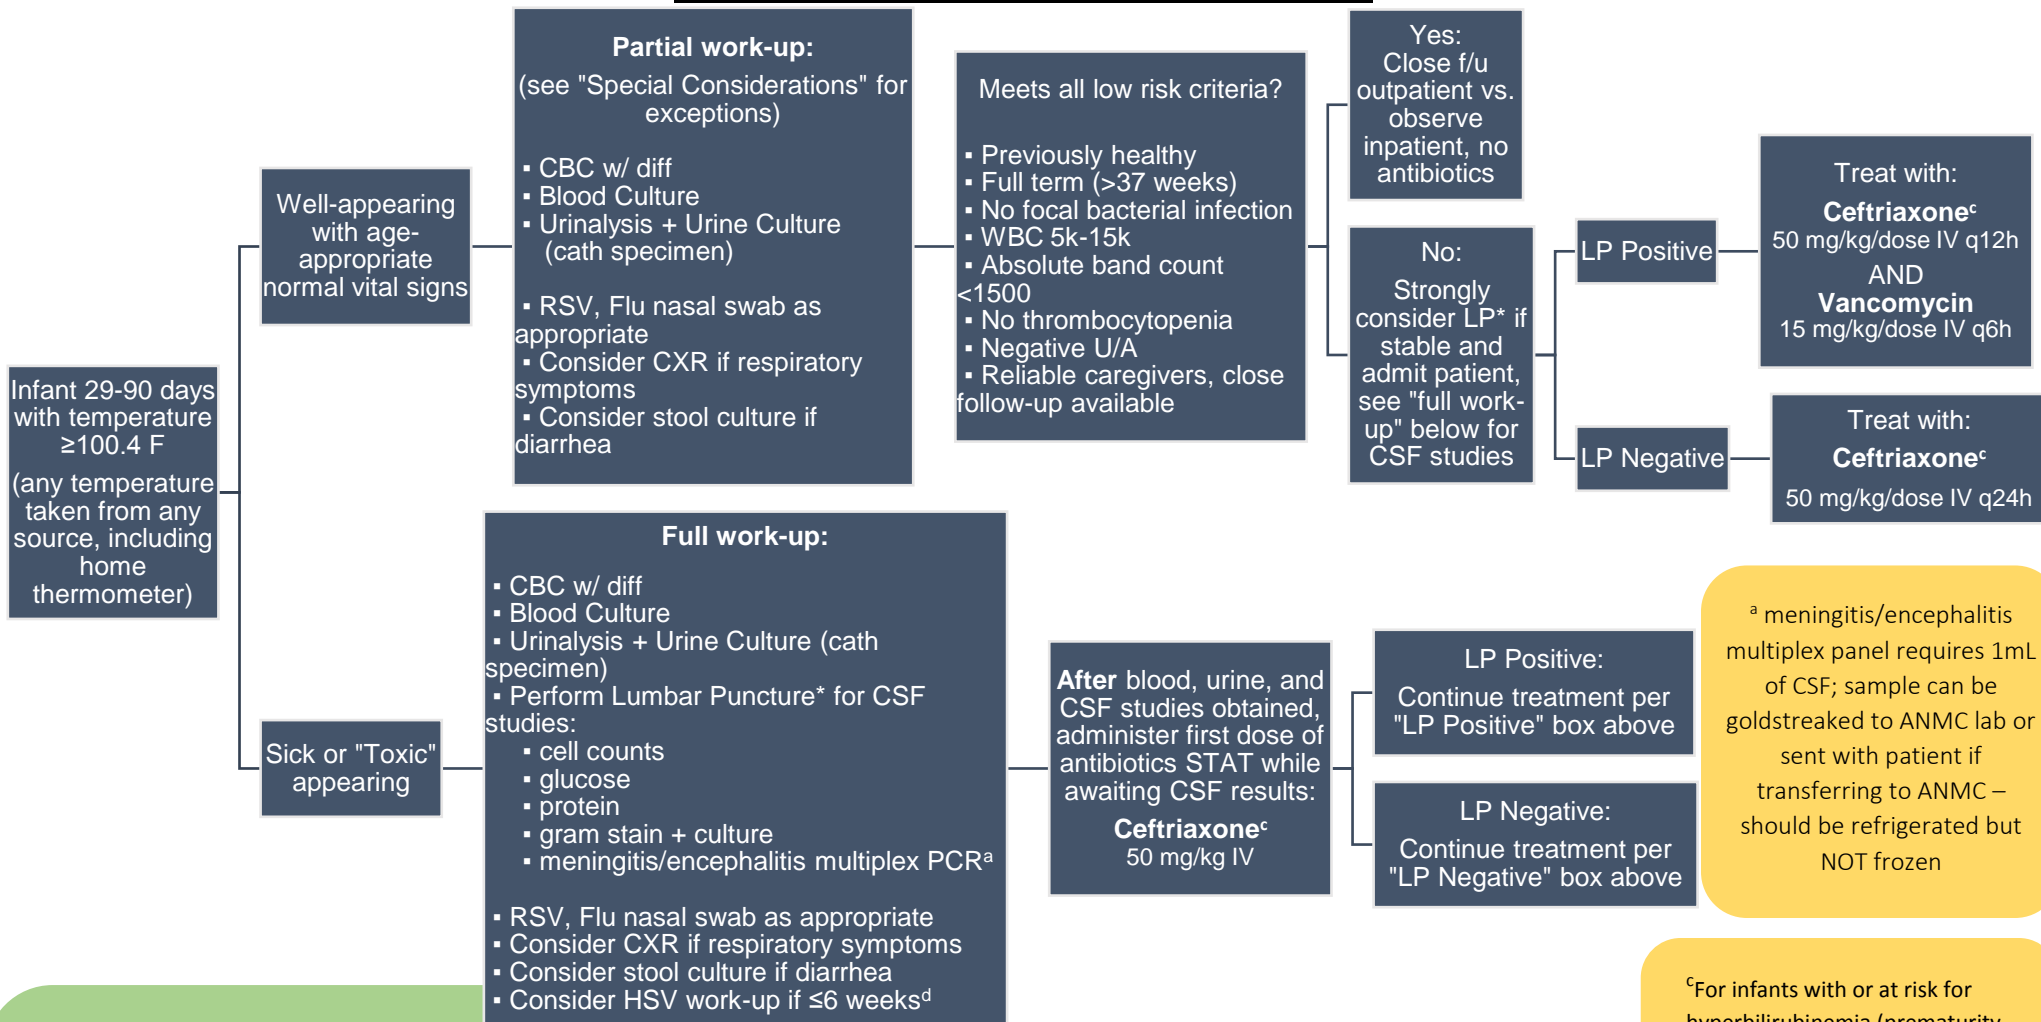 Infant 29-90 days
with temperature
≥100.4 F
(any temperature
taken from any
source, including
home
thermometer)
Well-appearing
with age-
appropriate
normal vital signs
Partial work-up:
(see "Special Considerations" for
exceptions)
▪ CBC w/ diff
▪ Blood Culture
▪ Urinalysis + Urine Culture
(cath specimen)
▪ RSV, Flu nasal swab as
appropriate
▪ Consider CXR if respiratory
symptoms
▪ Consider stool culture if
diarrhea
Meets all low risk criteria?
▪ Previously healthy
▪ Full term (>37 weeks)
▪ No focal bacterial infection
▪ WBC 5k-15k
▪ Absolute band count
<1500
▪ No thrombocytopenia
▪ Negative U/A
▪ Reliable caregivers, close
follow-up available
Yes:
Close f/u
outpatient vs.
observe
inpatient, no
antibiotics
No:
Strongly
consider LP* if
stable and
admit patient,
see "full work-
up" below for
CSF studies
LP Positive
Treat with:
Ceftriaxoneᶜ
50 mg/kg/dose IV q12h
AND
Vancomycin
15 mg/kg/dose IV q6h
LP Negative
Treat with:
Ceftriaxoneᶜ
50 mg/kg/dose IV q24h
Sick or "Toxic"
appearing
Full work-up:
▪ CBC w/ diff
▪ Blood Culture
▪ Urinalysis + Urine Culture (cath
specimen)
▪ Perform Lumbar Puncture* for CSF
studies:
▪ cell counts
▪ glucose
▪ protein
▪ gram stain + culture
▪ meningitis/encephalitis multiplex PCRᵃ
▪ RSV, Flu nasal swab as appropriate
▪ Consider CXR if respiratory symptoms
▪ Consider stool culture if diarrhea
▪ Consider HSV work-up if ≤6 weeksᵈ
After blood, urine, and
CSF studies obtained,
administer first dose of
antibiotics STAT while
awaiting CSF results:
Ceftriaxoneᶜ
50 mg/kg IV
LP Positive:
Continue treatment per
"LP Positive" box above
LP Negative:
Continue treatment per
"LP Negative" box above
ᵃ meningitis/encephalitis
multiplex panel requires 1mL
of CSF; sample can be
goldstreaked to ANMC lab or
sent with patient if
transferring to ANMC –
should be refrigerated but
NOT frozen
ᶜFor infants with or at risk for
hyperbilirubinemia (prematurity